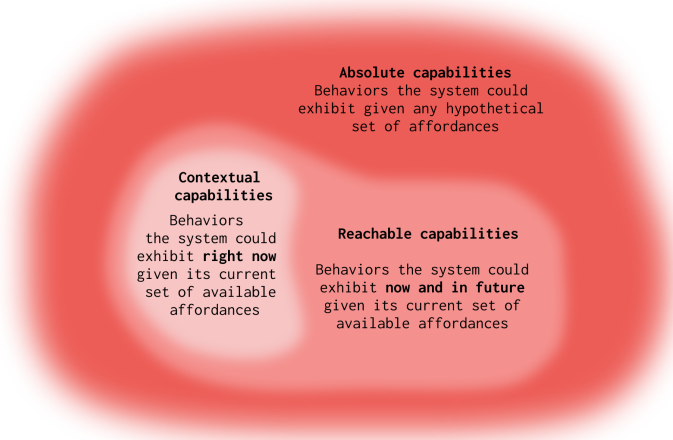 Absolute capabilities
Behaviors the system could
exhibit given any hypothetical
set of affordances
Contextual
capabilities
Behaviors
the system could
exhibit right now
given its current
set of available
affordances
Reachable capabilities
Behaviors the system could
exhibit now and in future
given its current set of
available affordances